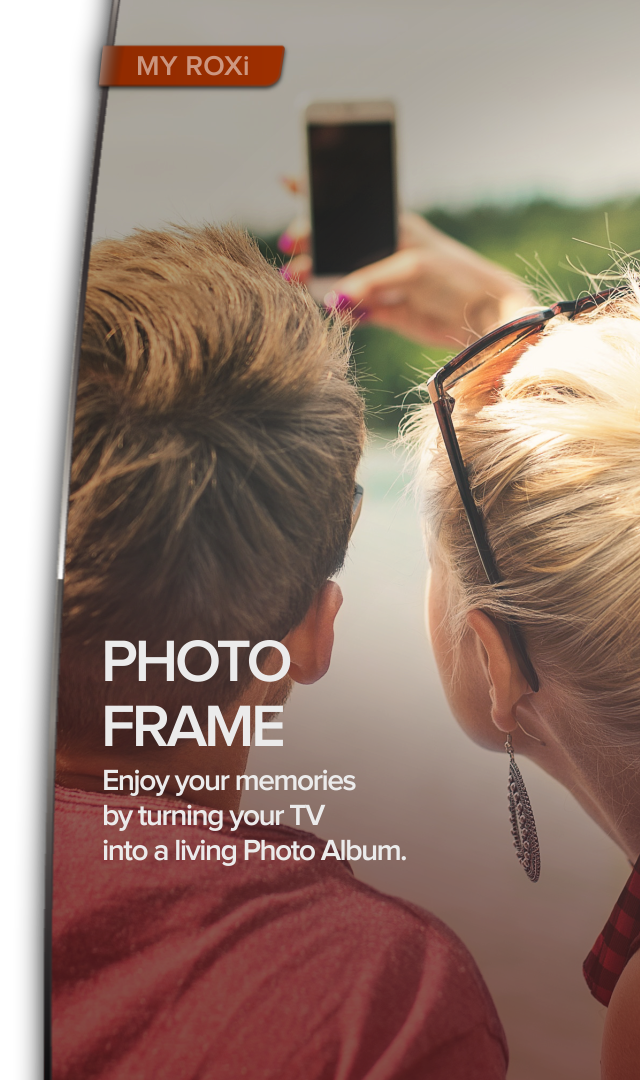 MY ROXi
PHOTO
FRAME
Enjoy your memories
by turning your TV
into a living Photo Album.